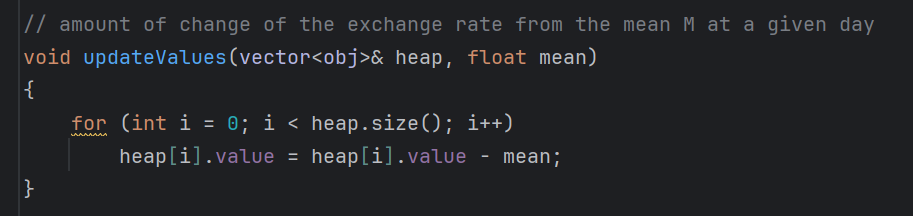 // amount of change of the exchange rate from the mean M at a given day
void updateValues(vector<obj>& heap, float mean)
{
    for (int i = 0; i < heap.size(); i++)
        heap[i].value = heap[i].value - mean;
}